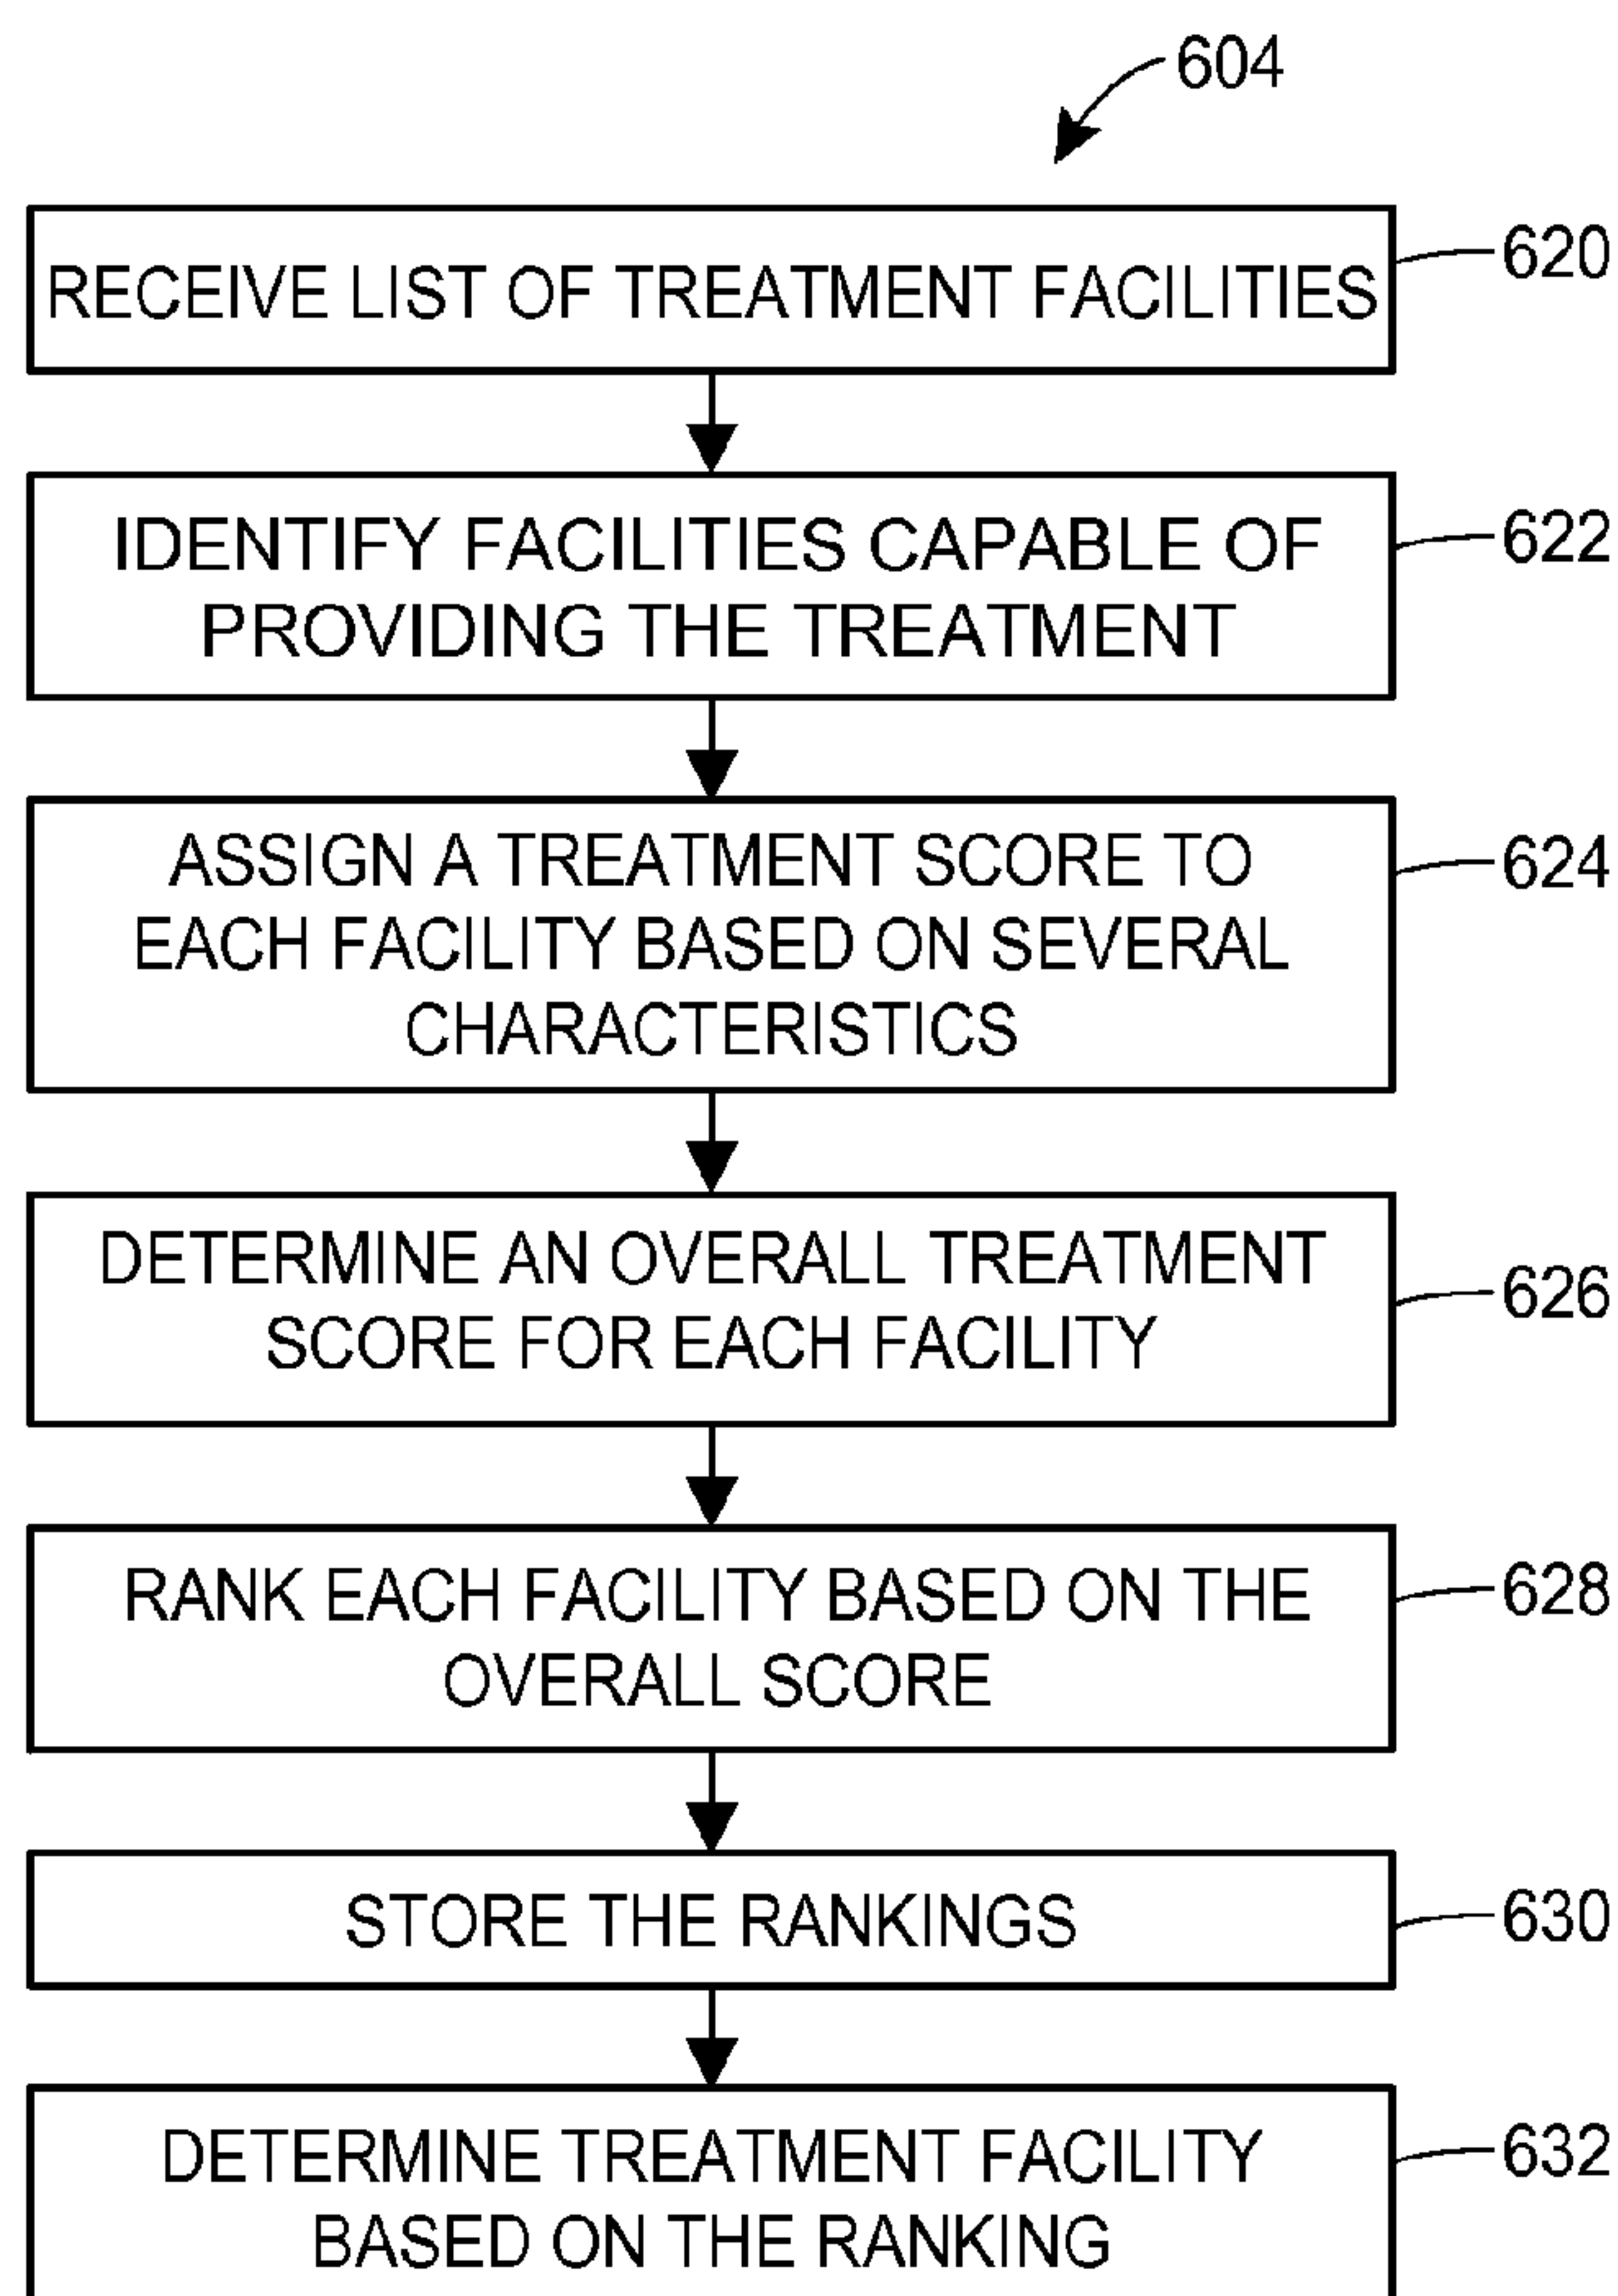 604
RECEIVE LIST OF TREATMENT FACILITIES
620
IDENTIFY FACILITIES CAPABLE OF
PROVIDING THE TREATMENT
622
ASSIGN A TREATMENT SCORE TO
EACH FACILITY BASED ON SEVERAL
CHARACTERISTICS
624
DETERMINE AN OVERALL TREATMENT
SCORE FOR EACH FACILITY
626
RANK EACH FACILITY BASED ON THE
OVERALL SCORE
628
STORE THE RANKINGS
630
DETERMINE TREATMENT FACILITY
BASED ON THE RANKING
632